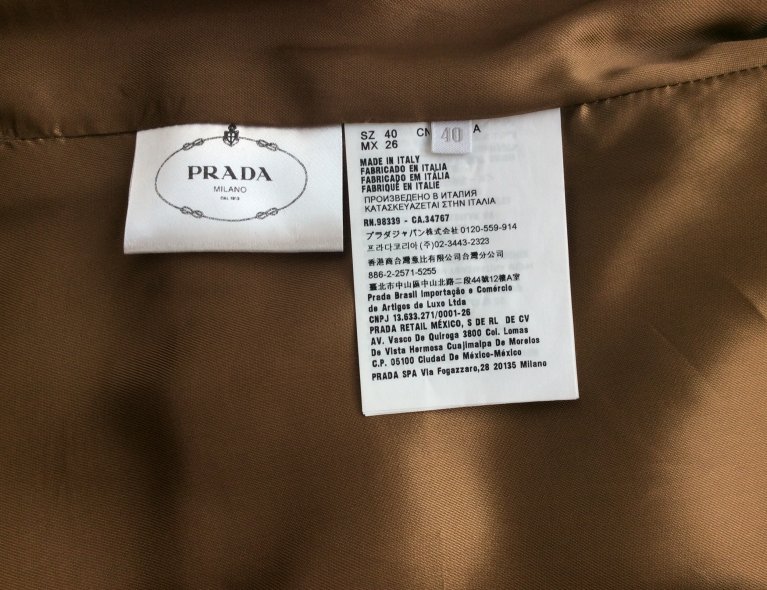 PRADA
MILANO
DAL 1913
SZ 40 CN A
MX 26
40
MADE IN ITALY
FABRICADO EN ITALIA
FABRICADO EM ITÁLIA
FABRIQUÉ EN ITALIE
ПРОИЗВЕДЕНО В ИТАЛИЯ
ΚΑΤΑΣΚΕΥΑΖΕΤΑΙ ΣΤΗΝ ΙΤΑΛΙΑ
RN.98339 - CA.34767
プラダジャパン株式会社 0120-559-914
프라다코리아(주)02-3443-2323
香港商台灣彖比有限公司台灣分公司
886-2-2571-5255
臺北市中山區中山北路二段44號12樓A室
Prada Brasil Importação e Comércio
de Artigos de Luxo Ltda
CNPJ 13.633.271/0001-26
PRADA RETAIL MÉXICO, S DE RL DE CV
AV. Vasco De Quiroga 3800 Col. Lomas
De Vista Hermosa Cuajimalpa De Morelos
C.P. 05100 Ciudad De México-México
PRADA SPA Via Fogazzaro,28 20135 Milano